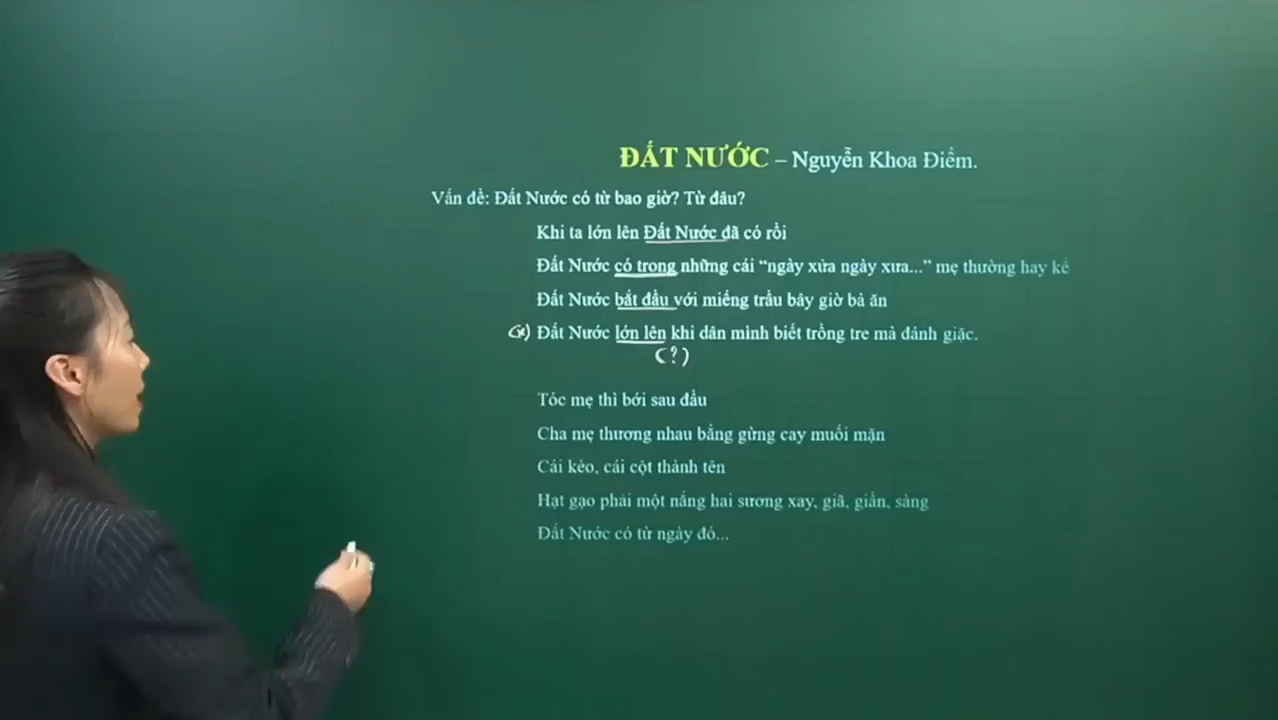 ĐẤT NƯỚC – Nguyễn Khoa Điềm.
Vấn đề: Đất Nước có từ bao giờ? Từ đâu?
Khi ta lớn lên Đất Nước đã có rồi
Đất Nước có trong những cái “ngày xửa ngày xưa...” mẹ thường hay kể
Đất Nước bắt đầu với miếng trầu bây giờ bà ăn
(x) Đất Nước lớn lên khi dân mình biết trồng tre mà đánh giặc.
(?)
Tóc mẹ thì bới sau đầu
Cha mẹ thương nhau bằng gừng cay muối mặn
Cái kèo, cái cột thành tên
Hạt gạo phải một nắng hai sương xay, giã, giần, sàng
Đất Nước có từ ngày đó...